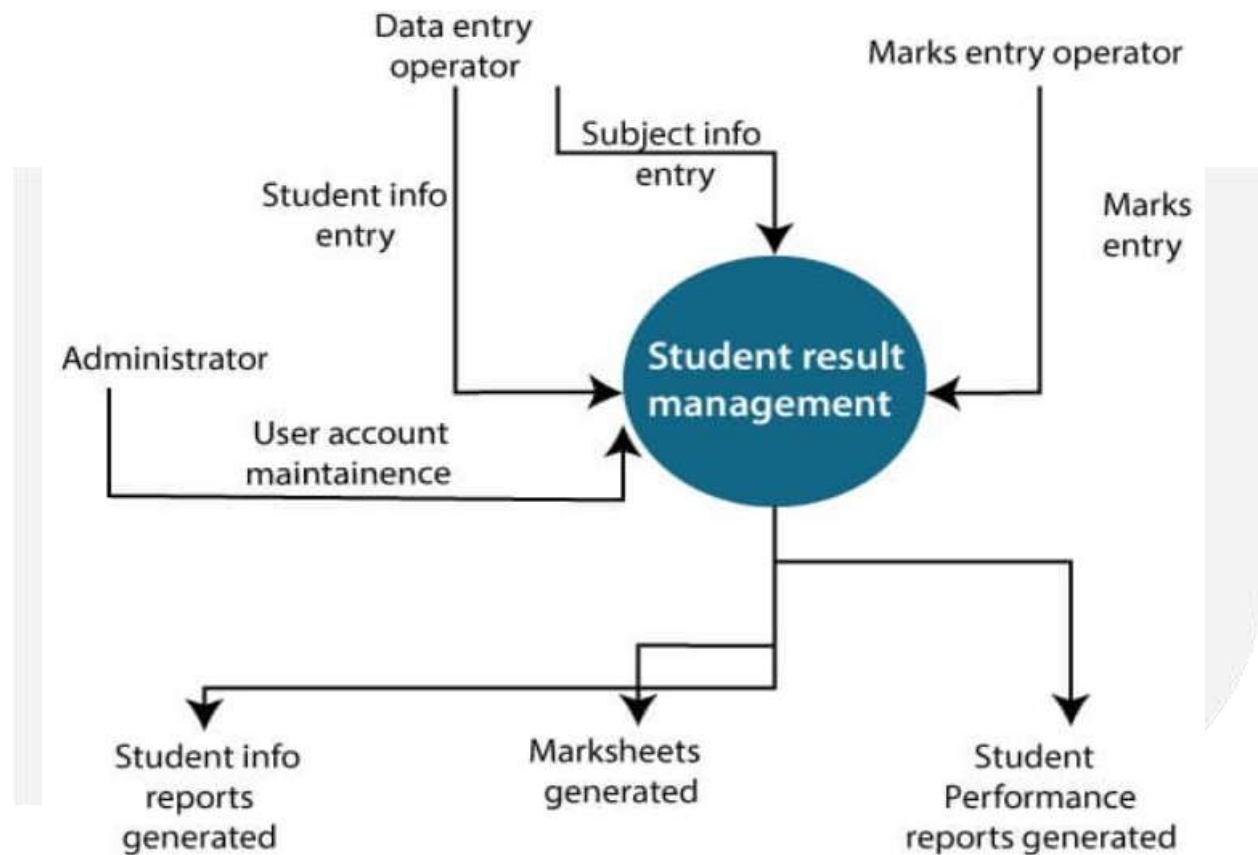 Data entry
operator
Marks entry operator
Subject info
entry
Student info
entry
Marks
entry
Student result
management
Administrator
User account
maintainence
Student info
reports
generated
Marksheets
generated
Student
Performance
reports generated